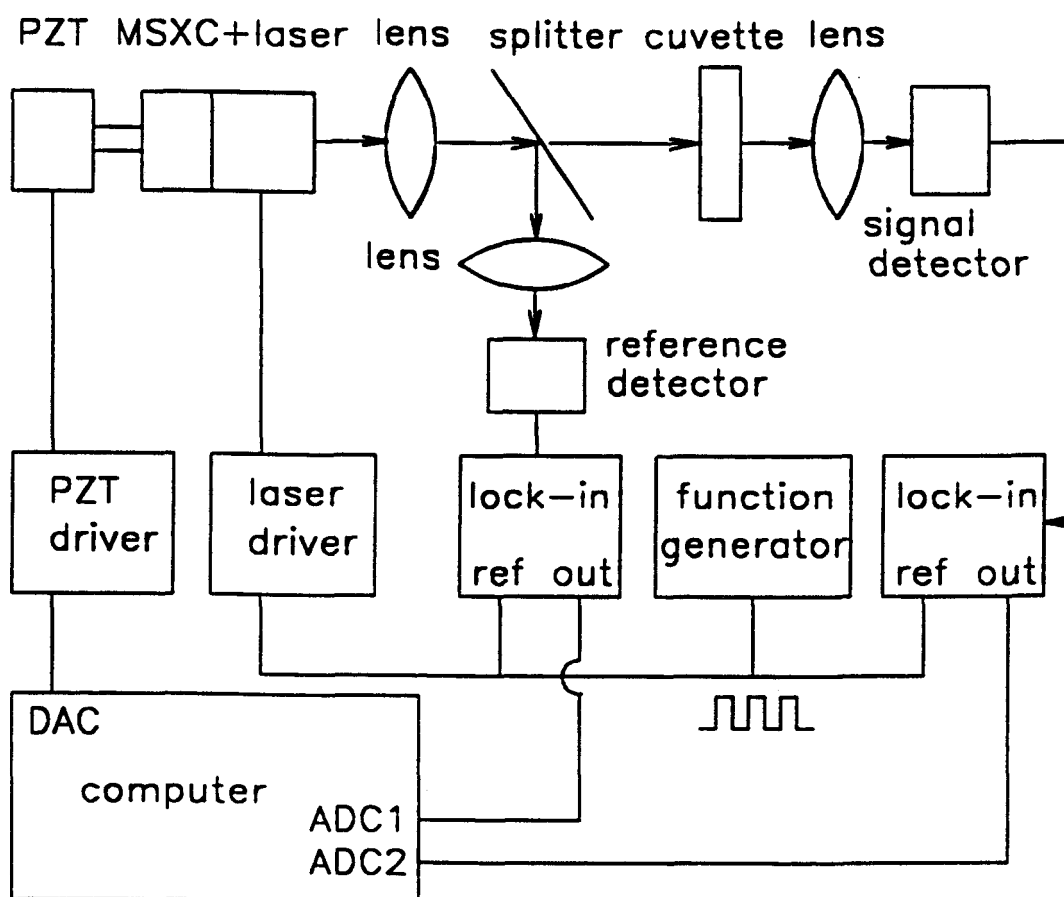 PZT MSXC+laser lens splitter cuvette lens
signal
detector
lens
reference
detector
PZT
driver
laser
driver
lock-in
ref out
function
generator
lock-in
ref out
DAC
computer
ADC1
ADC2